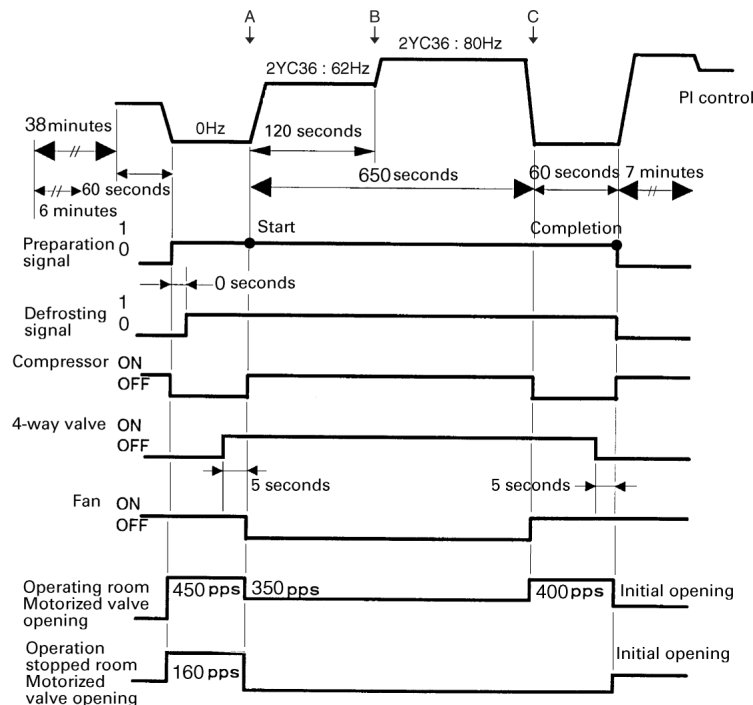 A
B
C
2YC36 : 62Hz
2YC36 : 80Hz
PI control
38 minutes
0Hz
120 seconds
60 seconds
650 seconds
60 seconds
7 minutes
6 minutes
1
0
Preparation
signal
Start
Completion
0 seconds
1
0
Defrosting
signal
Compressor
ON
OFF
4-way valve
ON
OFF
5 seconds
5 seconds
Fan
ON
OFF
Operating room
Motorized valve
opening
450 pps
350 pps
400 pps
Initial opening
Operation
stopped room
Motorized
valve opening
160 pps
Initial opening